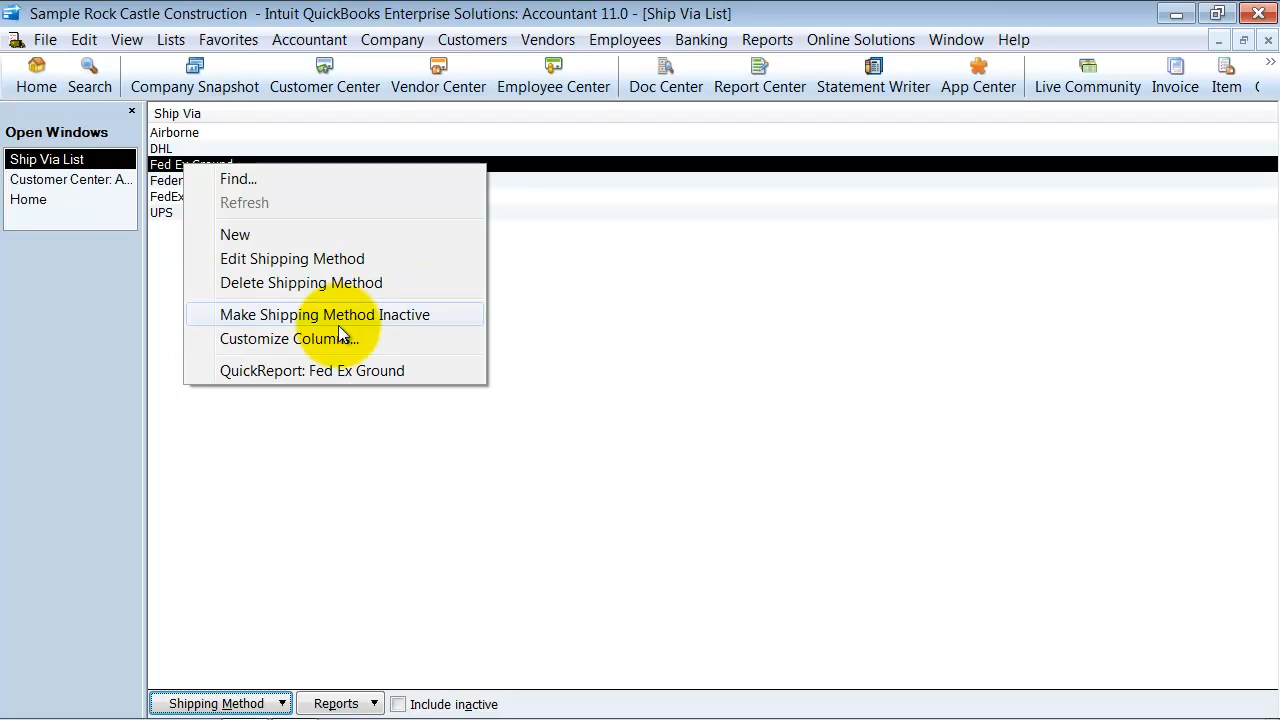 Sample Rock Castle Construction - Intuit QuickBooks Enterprise Solutions: Accountant 11.0 - [Ship Via List]
File Edit View Lists Favorites Accountant Company Customers Vendors Employees Banking Reports Online Solutions Window Help
Home Search Company Snapshot Customer Center Vendor Center Employee Center Doc Center Report Center Statement Writer App Center Live Community Invoice Item
Open Windows
Ship Via List
Customer Center: A...
Home
Ship Via
Airborne
DHL
Fed Ex Ground
Feder
FedEx
UPS
Find...
Refresh
New
Edit Shipping Method
Delete Shipping Method
Make Shipping Method Inactive
Customize Columns...
QuickReport: Fed Ex Ground
Shipping Method Reports Include inactive